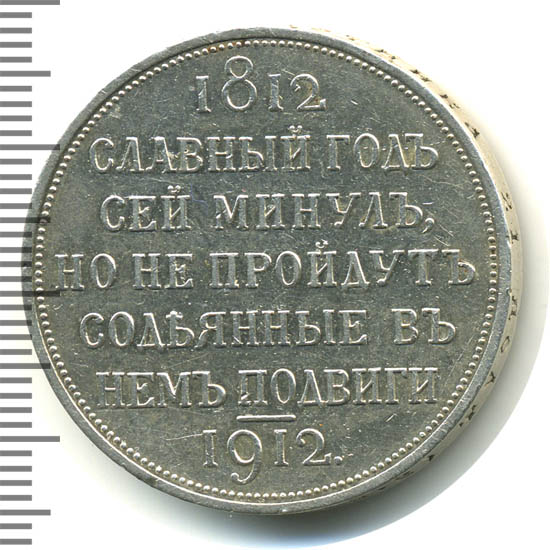 1812
СЛАВНЫЙ ГОДЪ
СЕЙ МИНУЛЪ,
НО НЕ ПРОЙДУТЪ
СОДѢЯННЫЕ ВЪ
НЕМЪ ПОДВИГИ
1912.